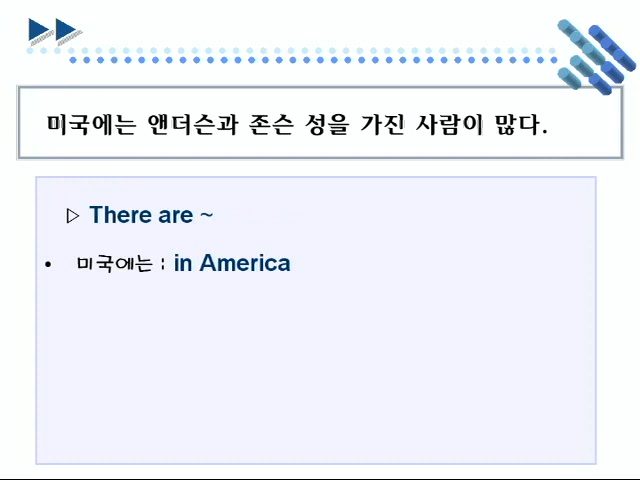 미국에는 앤더슨과 존슨 성을 가진 사람이 많다.
▷ There are ~
• 미국에는 : in America